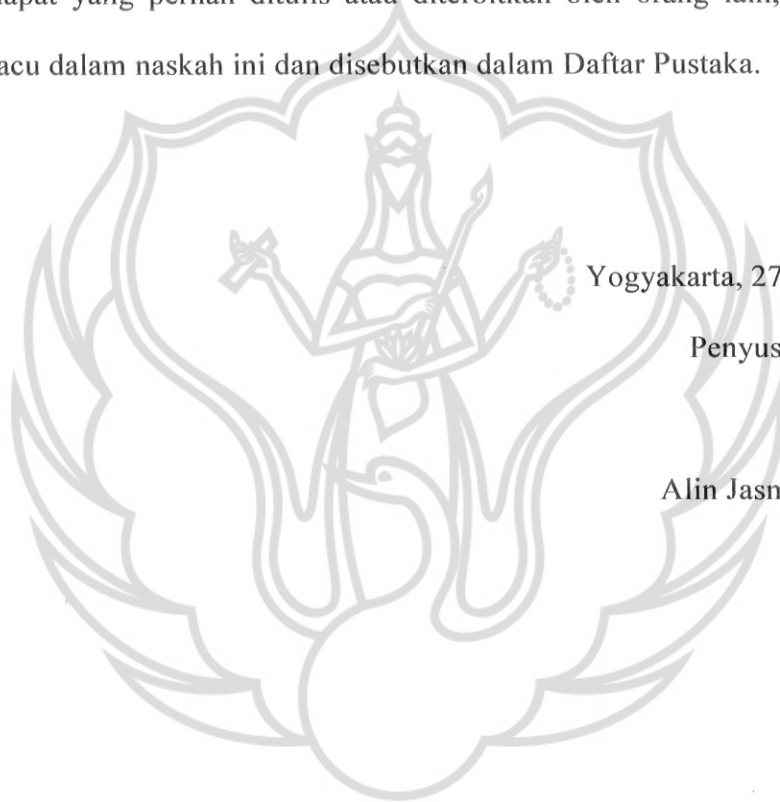 dapat yang pernah ditulis atau diterbitkan oleh orang lain,
acu dalam naskah ini dan disebutkan dalam Daftar Pustaka.
Yogyakarta, 27
Penyus
Alin Jasm